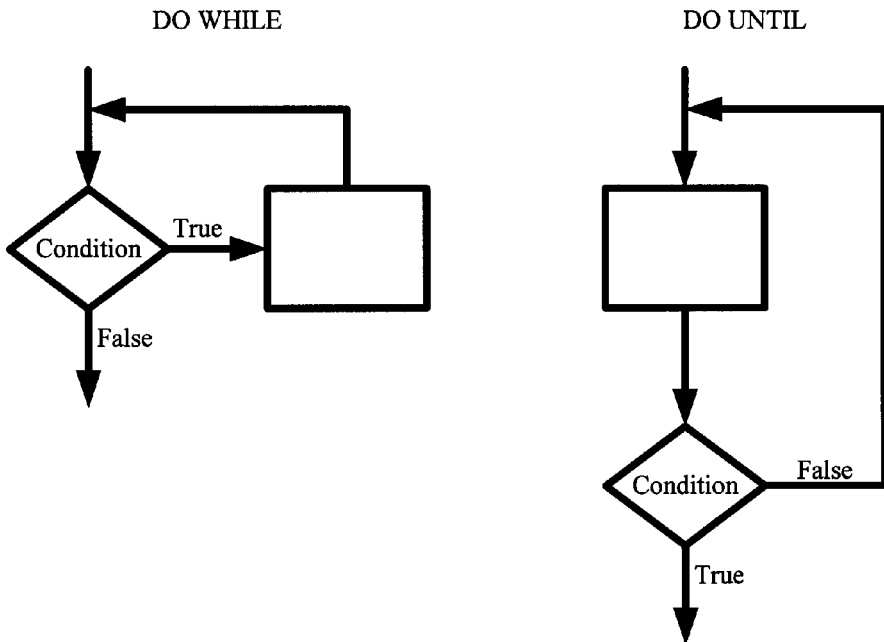 DO WHILE
Condition
True
False
DO UNTIL
Condition
False
True